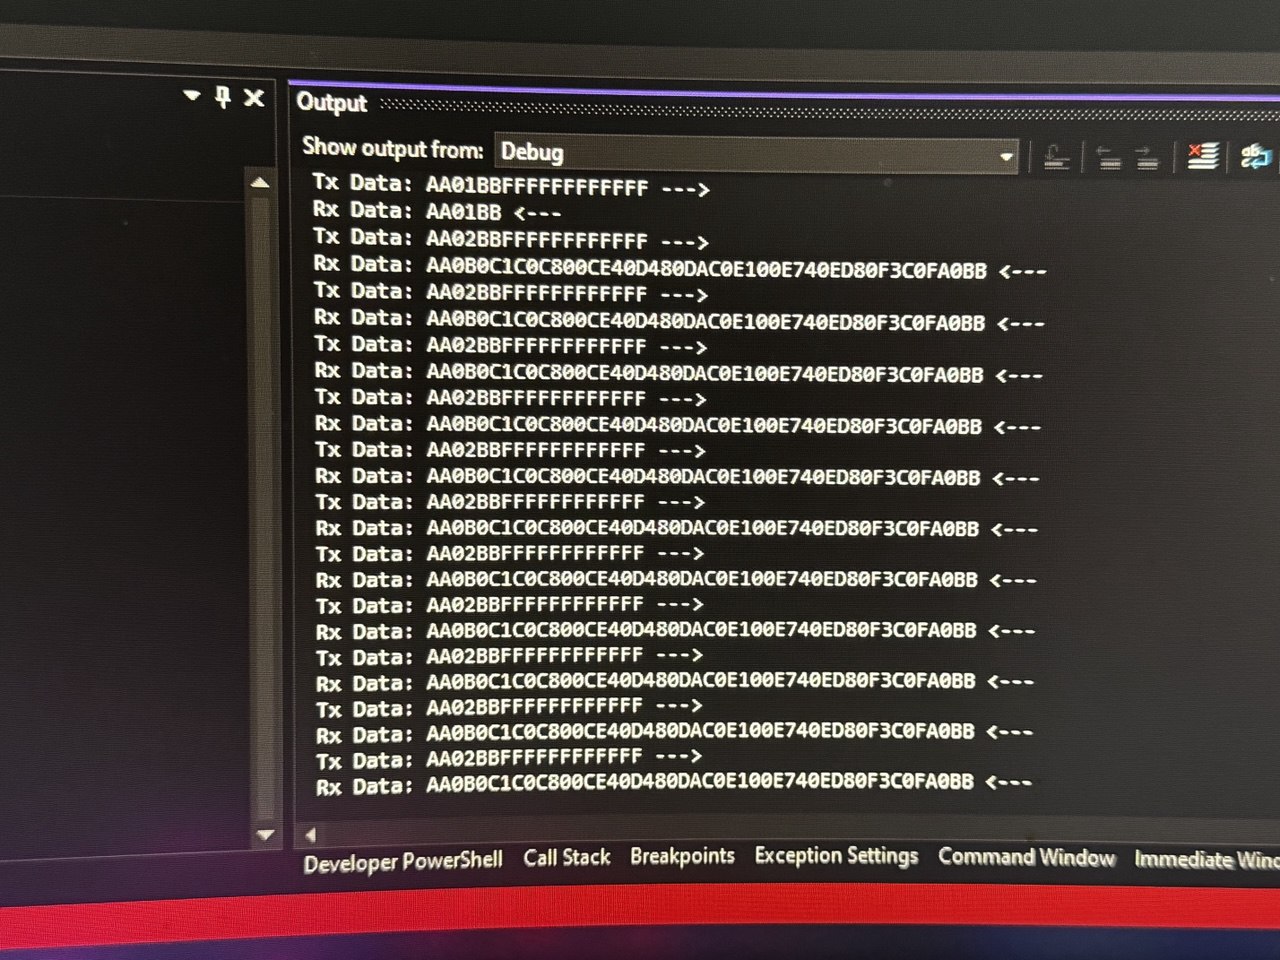 Output
Show output from: Debug
Tx Data: AA01BBFFFFFFFFFFFF --->
Rx Data: AA01BB <---
Tx Data: AA02BBFFFFFFFFFFFF --->
Rx Data: AA0B0C1C0C800CE40D480DAC0E100E740ED80F3C0FA0BB <---
Tx Data: AA02BBFFFFFFFFFFFF --->
Rx Data: AA0B0C1C0C800CE40D480DAC0E100E740ED80F3C0FA0BB <---
Tx Data: AA02BBFFFFFFFFFFFF --->
Rx Data: AA0B0C1C0C800CE40D480DAC0E100E740ED80F3C0FA0BB <---
Tx Data: AA02BBFFFFFFFFFFFF --->
Rx Data: AA0B0C1C0C800CE40D480DAC0E100E740ED80F3C0FA0BB <---
Tx Data: AA02BBFFFFFFFFFFFF --->
Rx Data: AA0B0C1C0C800CE40D480DAC0E100E740ED80F3C0FA0BB <---
Tx Data: AA02BBFFFFFFFFFFFF --->
Rx Data: AA0B0C1C0C800CE40D480DAC0E100E740ED80F3C0FA0BB <---
Tx Data: AA02BBFFFFFFFFFFFF --->
Rx Data: AA0B0C1C0C800CE40D480DAC0E100E740ED80F3C0FA0BB <---
Tx Data: AA02BBFFFFFFFFFFFF --->
Rx Data: AA0B0C1C0C800CE40D480DAC0E100E740ED80F3C0FA0BB <---
Tx Data: AA02BBFFFFFFFFFFFF --->
Rx Data: AA0B0C1C0C800CE40D480DAC0E100E740ED80F3C0FA0BB <---
Tx Data: AA02BBFFFFFFFFFFFF --->
Rx Data: AA0B0C1C0C800CE40D480DAC0E100E740ED80F3C0FA0BB <---
Tx Data: AA02BBFFFFFFFFFFFF --->
Rx Data: AA0B0C1C0C800CE40D480DAC0E100E740ED80F3C0FA0BB <---
Developer PowerShell Call Stack Breakpoints Exception Settings Command Window Immediate Wind